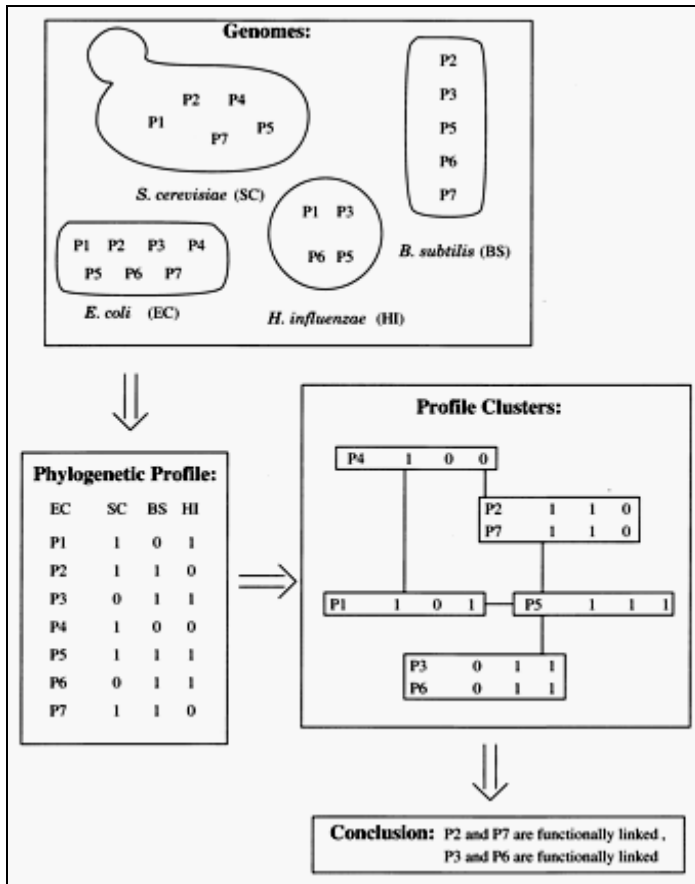 Genomes:
P2 P4
P1 P7 P5
S. cerevisiae (SC)
P2
P3
P5
P6
P7
B. subtilis (BS)
P1 P2 P3 P4
P5 P6 P7
E. coli (EC)
P1 P3
P6 P5
H. influenzae (HI)
Phylogenetic Profile:
EC SC BS HI
P1 1 0 1
P2 1 1 0
P3 0 1 1
P4 1 0 0
P5 1 1 1
P6 0 1 1
P7 1 1 0
Profile Clusters:
P4 1 0 0
P2 1 1 0
P7 1 1 0
P1 1 0 1
P5 1 1 1
P3 0 1 1
P6 0 1 1
Conclusion: P2 and P7 are functionally linked ,
P3 and P6 are functionally linked